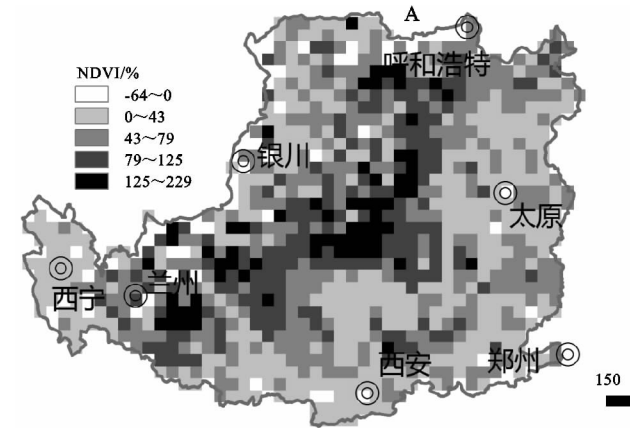 A
NDVI/%
-64～0
0～43
43～79
79～125
125～229
呼和浩特
银川
太原
兰州
西宁
西安
郑州
150